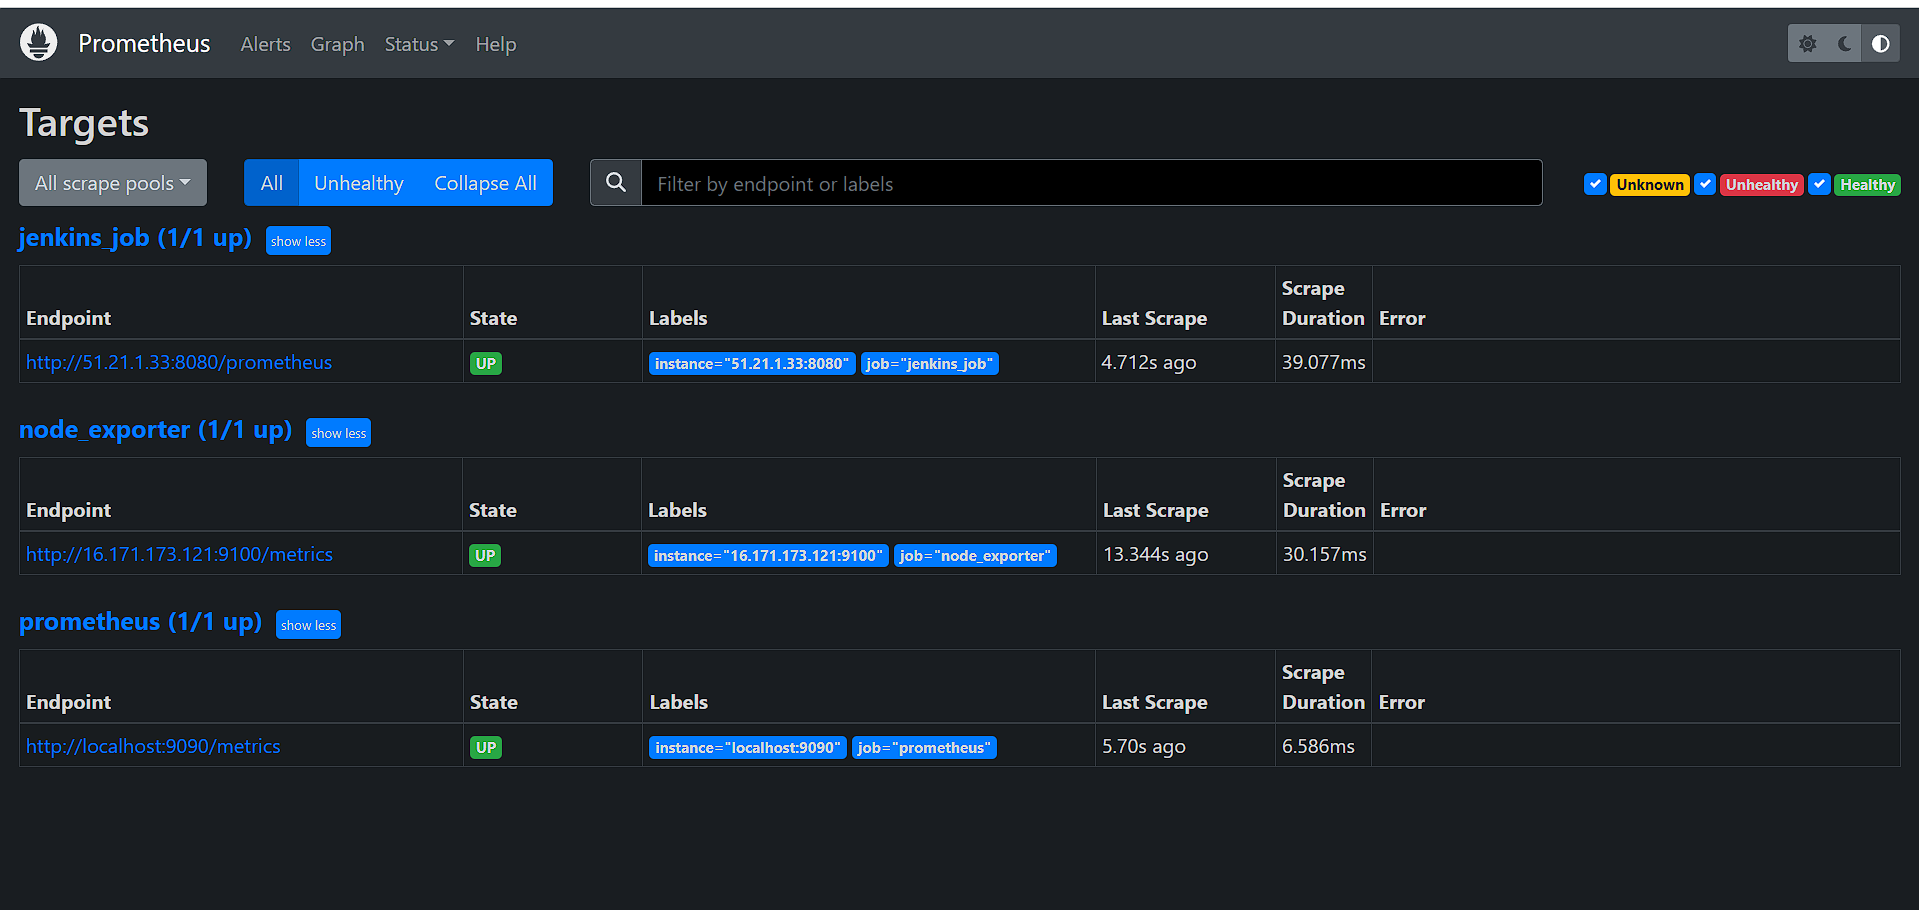 Prometheus Alerts Graph Status Help
Targets
All scrape pools All Unhealthy Collapse All Filter by endpoint or labels Unknown Unhealthy Healthy
jenkins_job (1/1 up) show less
Endpoint State Labels Last Scrape Scrape Duration Error
http://51.21.1.33:8080/prometheus UP instance="51.21.1.33:8080" job="jenkins_job" 4.712s ago 39.077ms
node_exporter (1/1 up) show less
Endpoint State Labels Last Scrape Scrape Duration Error
http://16.171.173.121:9100/metrics UP instance="16.171.173.121:9100" job="node_exporter" 13.344s ago 30.157ms
prometheus (1/1 up) show less
Endpoint State Labels Last Scrape Scrape Duration Error
http://localhost:9090/metrics UP instance="localhost:9090" job="prometheus" 5.70s ago 6.586ms